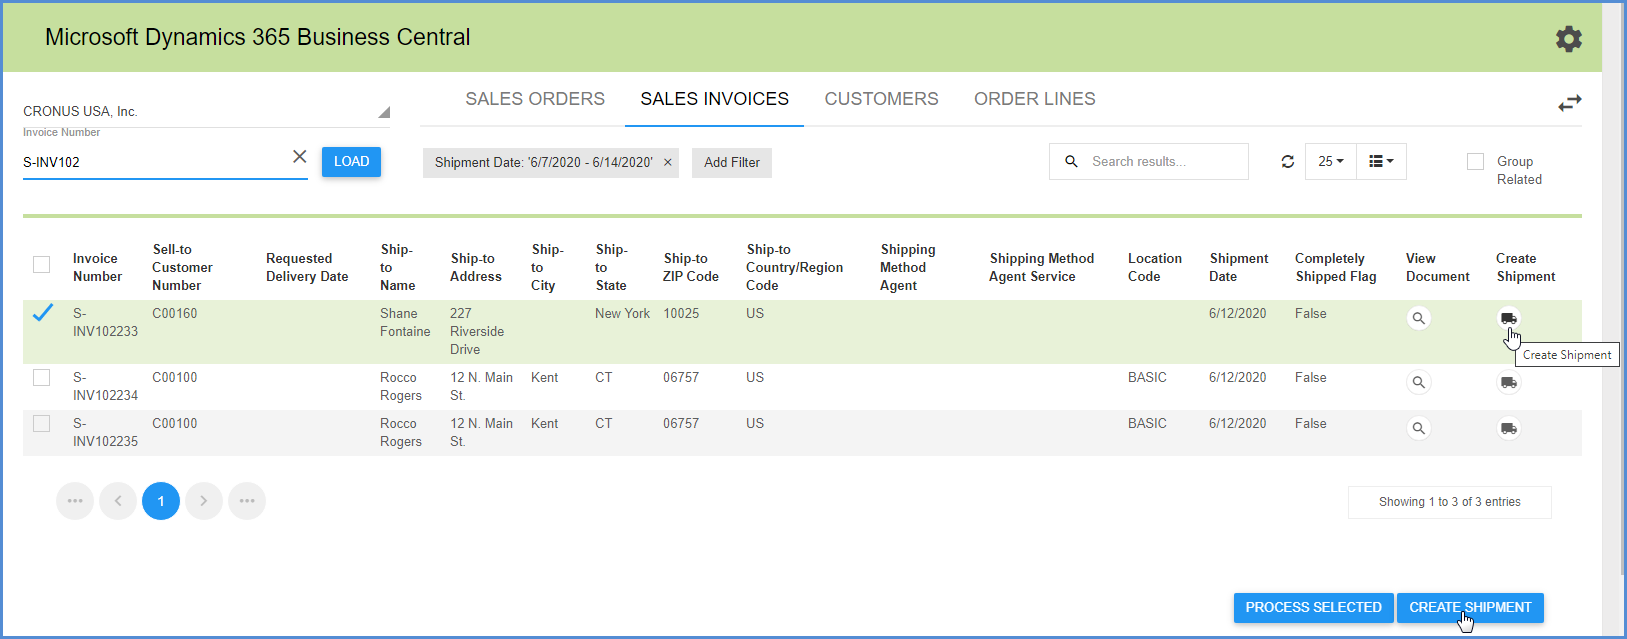 Microsoft Dynamics 365 Business Central
CRONUS USA, Inc.
SALES ORDERS SALES INVOICES CUSTOMERS ORDER LINES
Invoice Number
S-INV102
LOAD
Shipment Date: '6/7/2020 - 6/14/2020' ×
Add Filter
Search results...
25
Group
Related
Invoice
Number
Sell-to
Customer
Number
Requested
Delivery Date
Ship-
to
Name
Ship-to
Address
Ship-
to
City
Ship-
to
State
Ship-to
ZIP Code
Ship-to
Country/Region
Code
Shipping
Method
Agent
Shipping Method
Agent Service
Location
Code
Shipment
Date
Completely
Shipped Flag
View
Document
Create
Shipment
S-
INV102233
C00160
Shane
Fontaine
227
Riverside
Drive
New York
10025
US
6/12/2020
False
Create Shipment
S-
INV102234
C00100
Rocco
Rogers
12 N. Main
St.
Kent
CT
06757
US
BASIC
6/12/2020
False
S-
INV102235
C00100
Rocco
Rogers
12 N. Main
St.
Kent
CT
06757
US
BASIC
6/12/2020
False
••• < 1 > •••
Showing 1 to 3 of 3 entries
PROCESS SELECTED
CREATE SHIPMENT